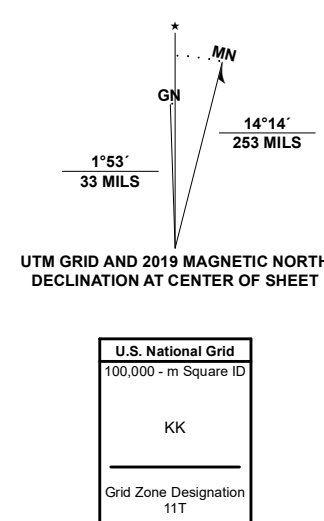 ★
MN
GN
14°14´
253 MILS
1°53´
33 MILS
UTM GRID AND 2019 MAGNETIC NORTH
DECLINATION AT CENTER OF SHEET
U.S. National Grid
100,000 - m Square ID
KK
Grid Zone Designation
11T